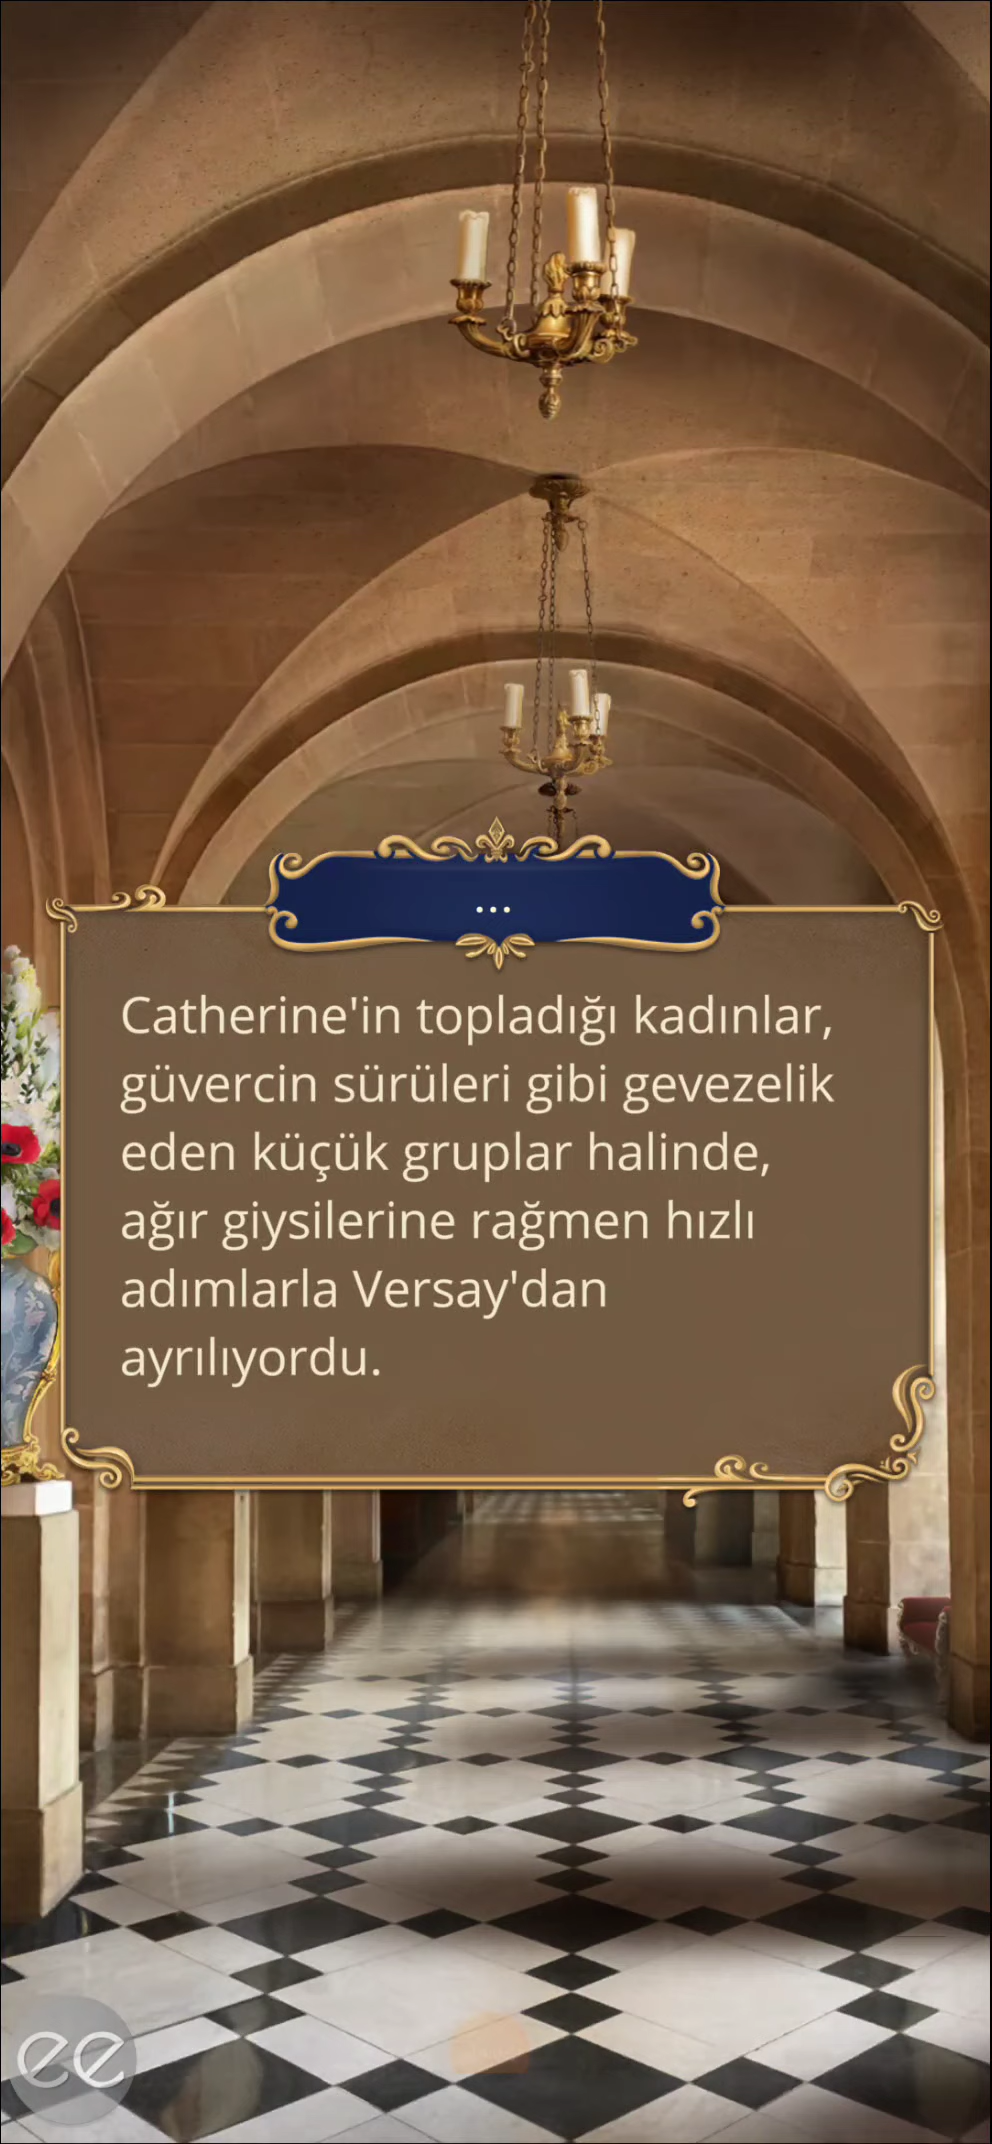 ...
Catherine'in topladığı kadınlar,
güvercin sürüleri gibi gevezelik
eden küçük gruplar halinde,
ağır giysilerine rağmen hızlı
adımlarla Versay'dan
ayrılıyordu.
ee